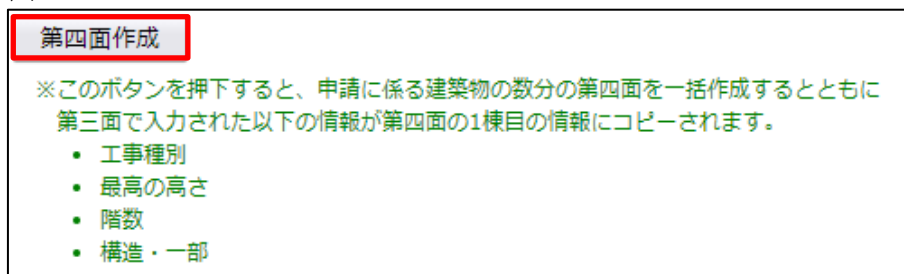 第四面作成
※このボタンを押下すると、申請に係る建築物の数分の第四面を一括作成するとともに
第三面で入力された以下の情報が第四面の1棟目の情報にコピーされます。
• 工事種別
• 最高の高さ
• 階数
• 構造・一部